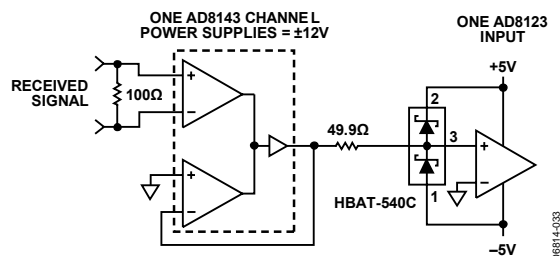 ONE AD8143 CHANNEL
POWER SUPPLIES = ±12V
ONE AD8123
INPUT
RECEIVED
SIGNAL
100Ω
+
–
+
–
49.9Ω
+5V
2
3
1
+
–
HBAT-540C
–5V
06814-033